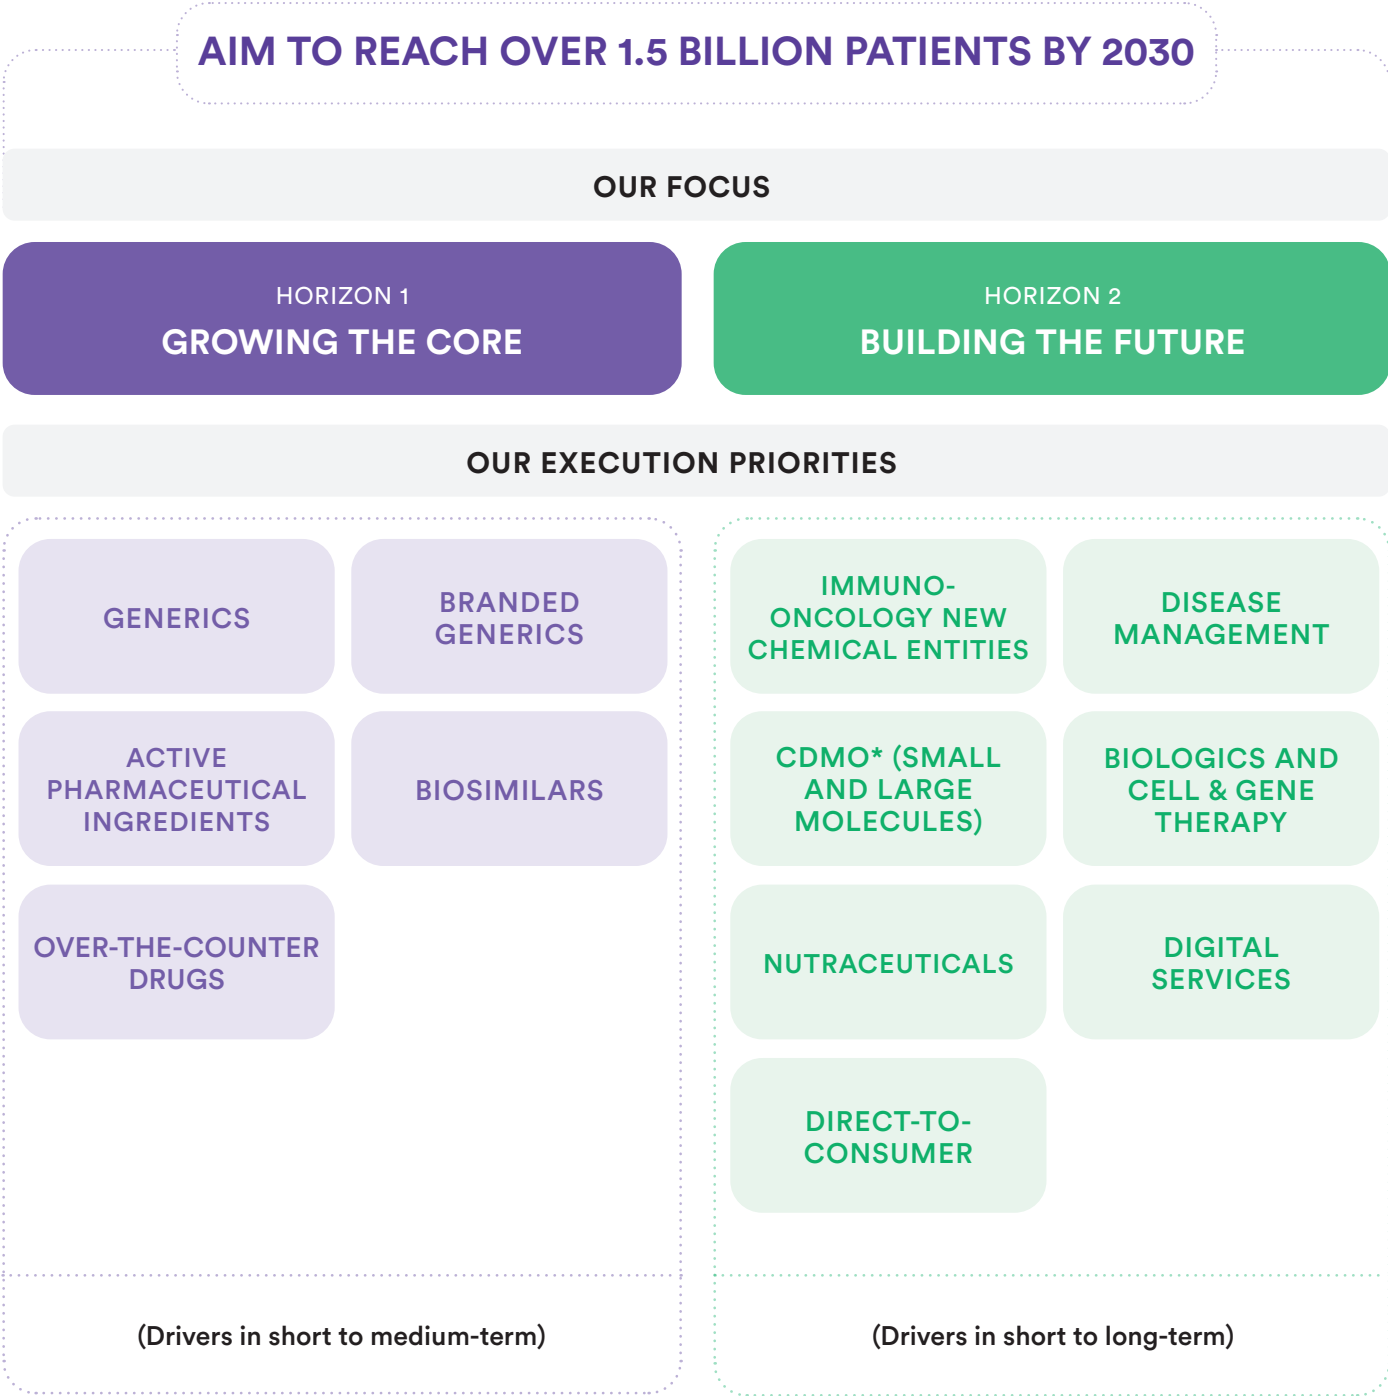 AIM TO REACH OVER 1.5 BILLION PATIENTS BY 2030
OUR FOCUS
HORIZON 1
GROWING THE CORE
HORIZON 2
BUILDING THE FUTURE
OUR EXECUTION PRIORITIES
GENERICS
BRANDED
GENERICS
ACTIVE
PHARMACEUTICAL
INGREDIENTS
BIOSIMILARS
OVER-THE-COUNTER
DRUGS
(Drivers in short to medium-term)
IMMUNO-
ONCOLOGY NEW
CHEMICAL ENTITIES
DISEASE
MANAGEMENT
CDMO* (SMALL
AND LARGE
MOLECULES)
BIOLOGICS AND
CELL & GENE
THERAPY
NUTRACEUTICALS
DIGITAL
SERVICES
DIRECT-TO-
CONSUMER
(Drivers in short to long-term)